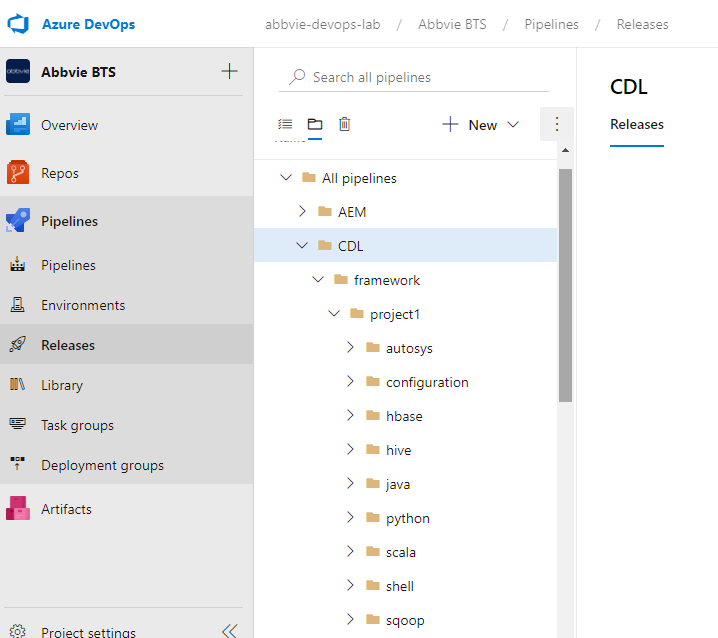 Azure DevOps
abbvie-devops-lab / Abbvie BTS / Pipelines / Releases
abbvie
Abbvie BTS
Overview
Repos
Pipelines
Pipelines
Environments
Releases
Library
Task groups
Deployment groups
Artifacts
Project settings
Search all pipelines
New
All pipelines
AEM
CDL
framework
project1
autosys
configuration
hbase
hive
java
python
scala
shell
sqoop
CDL
Releases